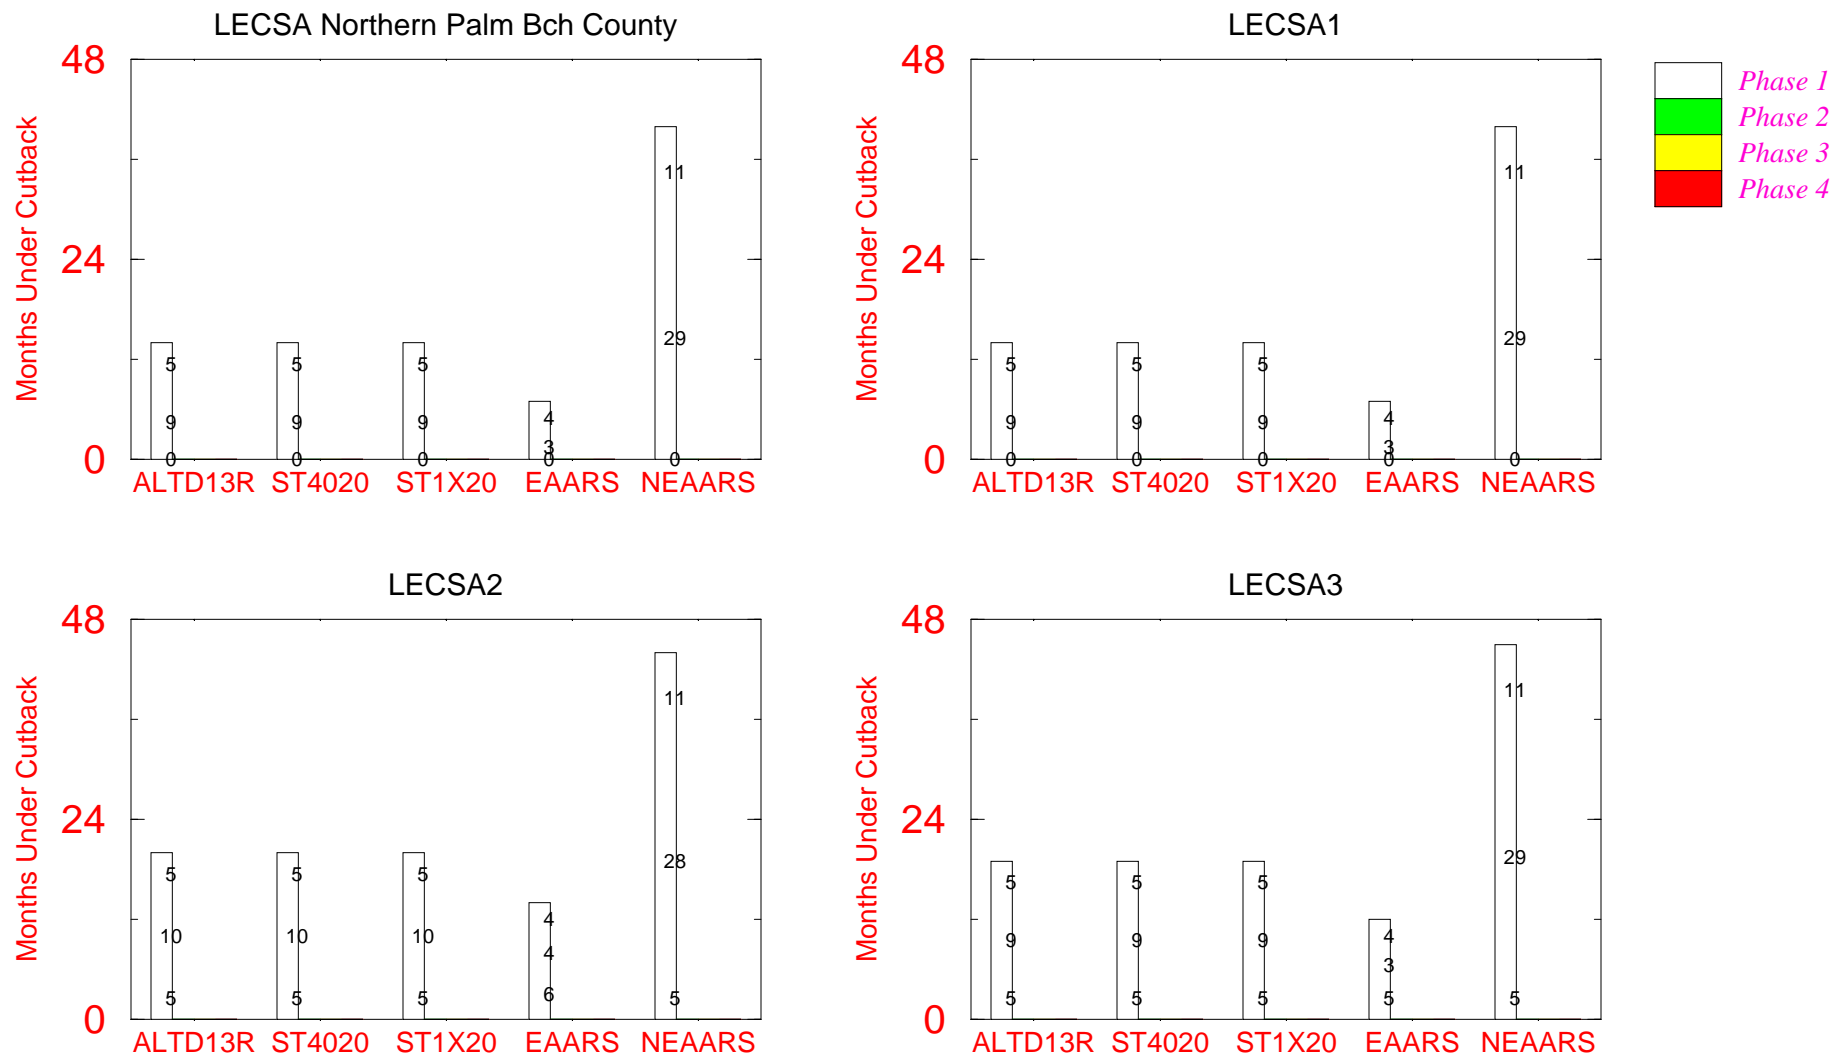 LECSA Northern Palm Bch County
48
24
0
Months Under Cutback
5 5 5 4 11
9 9 9 3 29
0 0 0 0 0
ALTD13R ST4020 ST1X20 EAARS NEAARS
LECSA1
48
24
0
Months Under Cutback
5 5 5 4 11
9 9 9 3 29
0 0 0 0 0
ALTD13R ST4020 ST1X20 EAARS NEAARS
Phase 1
Phase 2
Phase 3
Phase 4
LECSA2
48
24
0
Months Under Cutback
5 5 5 4 11
10 10 10 4 28
5 5 5 6 5
ALTD13R ST4020 ST1X20 EAARS NEAARS
LECSA3
48
24
0
Months Under Cutback
5 5 5 4 11
9 9 9 3 29
5 5 5 5 5
ALTD13R ST4020 ST1X20 EAARS NEAARS